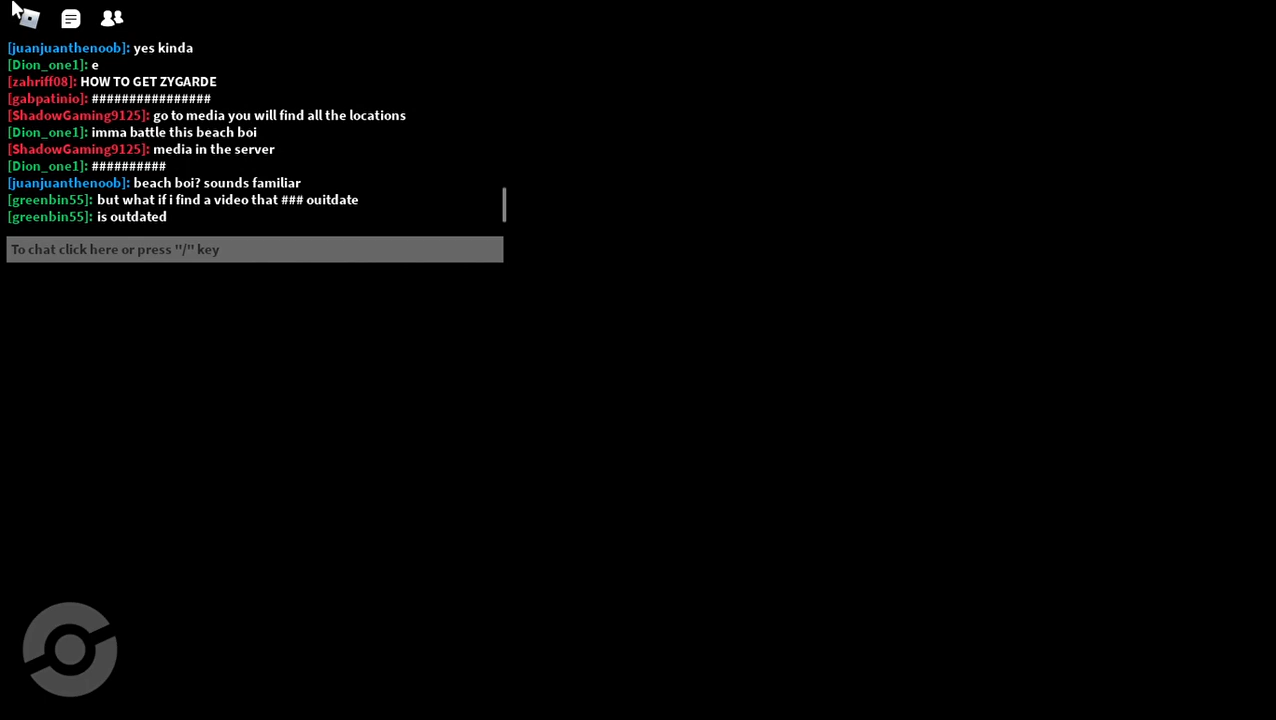 [juanjuanthenoob]: yes kinda
[Dion_one1]: e
[zahriff08]: HOW TO GET ZYGARDE
[gabpatinio]: ################
[ShadowGaming9125]: go to media you will find all the locations
[Dion_one1]: imma battle this beach boi
[ShadowGaming9125]: media in the server
[Dion_one1]: ##########
[juanjuanthenoob]: beach boi? sounds familiar
[greenbin55]: but what if i find a video that ### ouitdate
[greenbin55]: is outdated
To chat click here or press "/" key